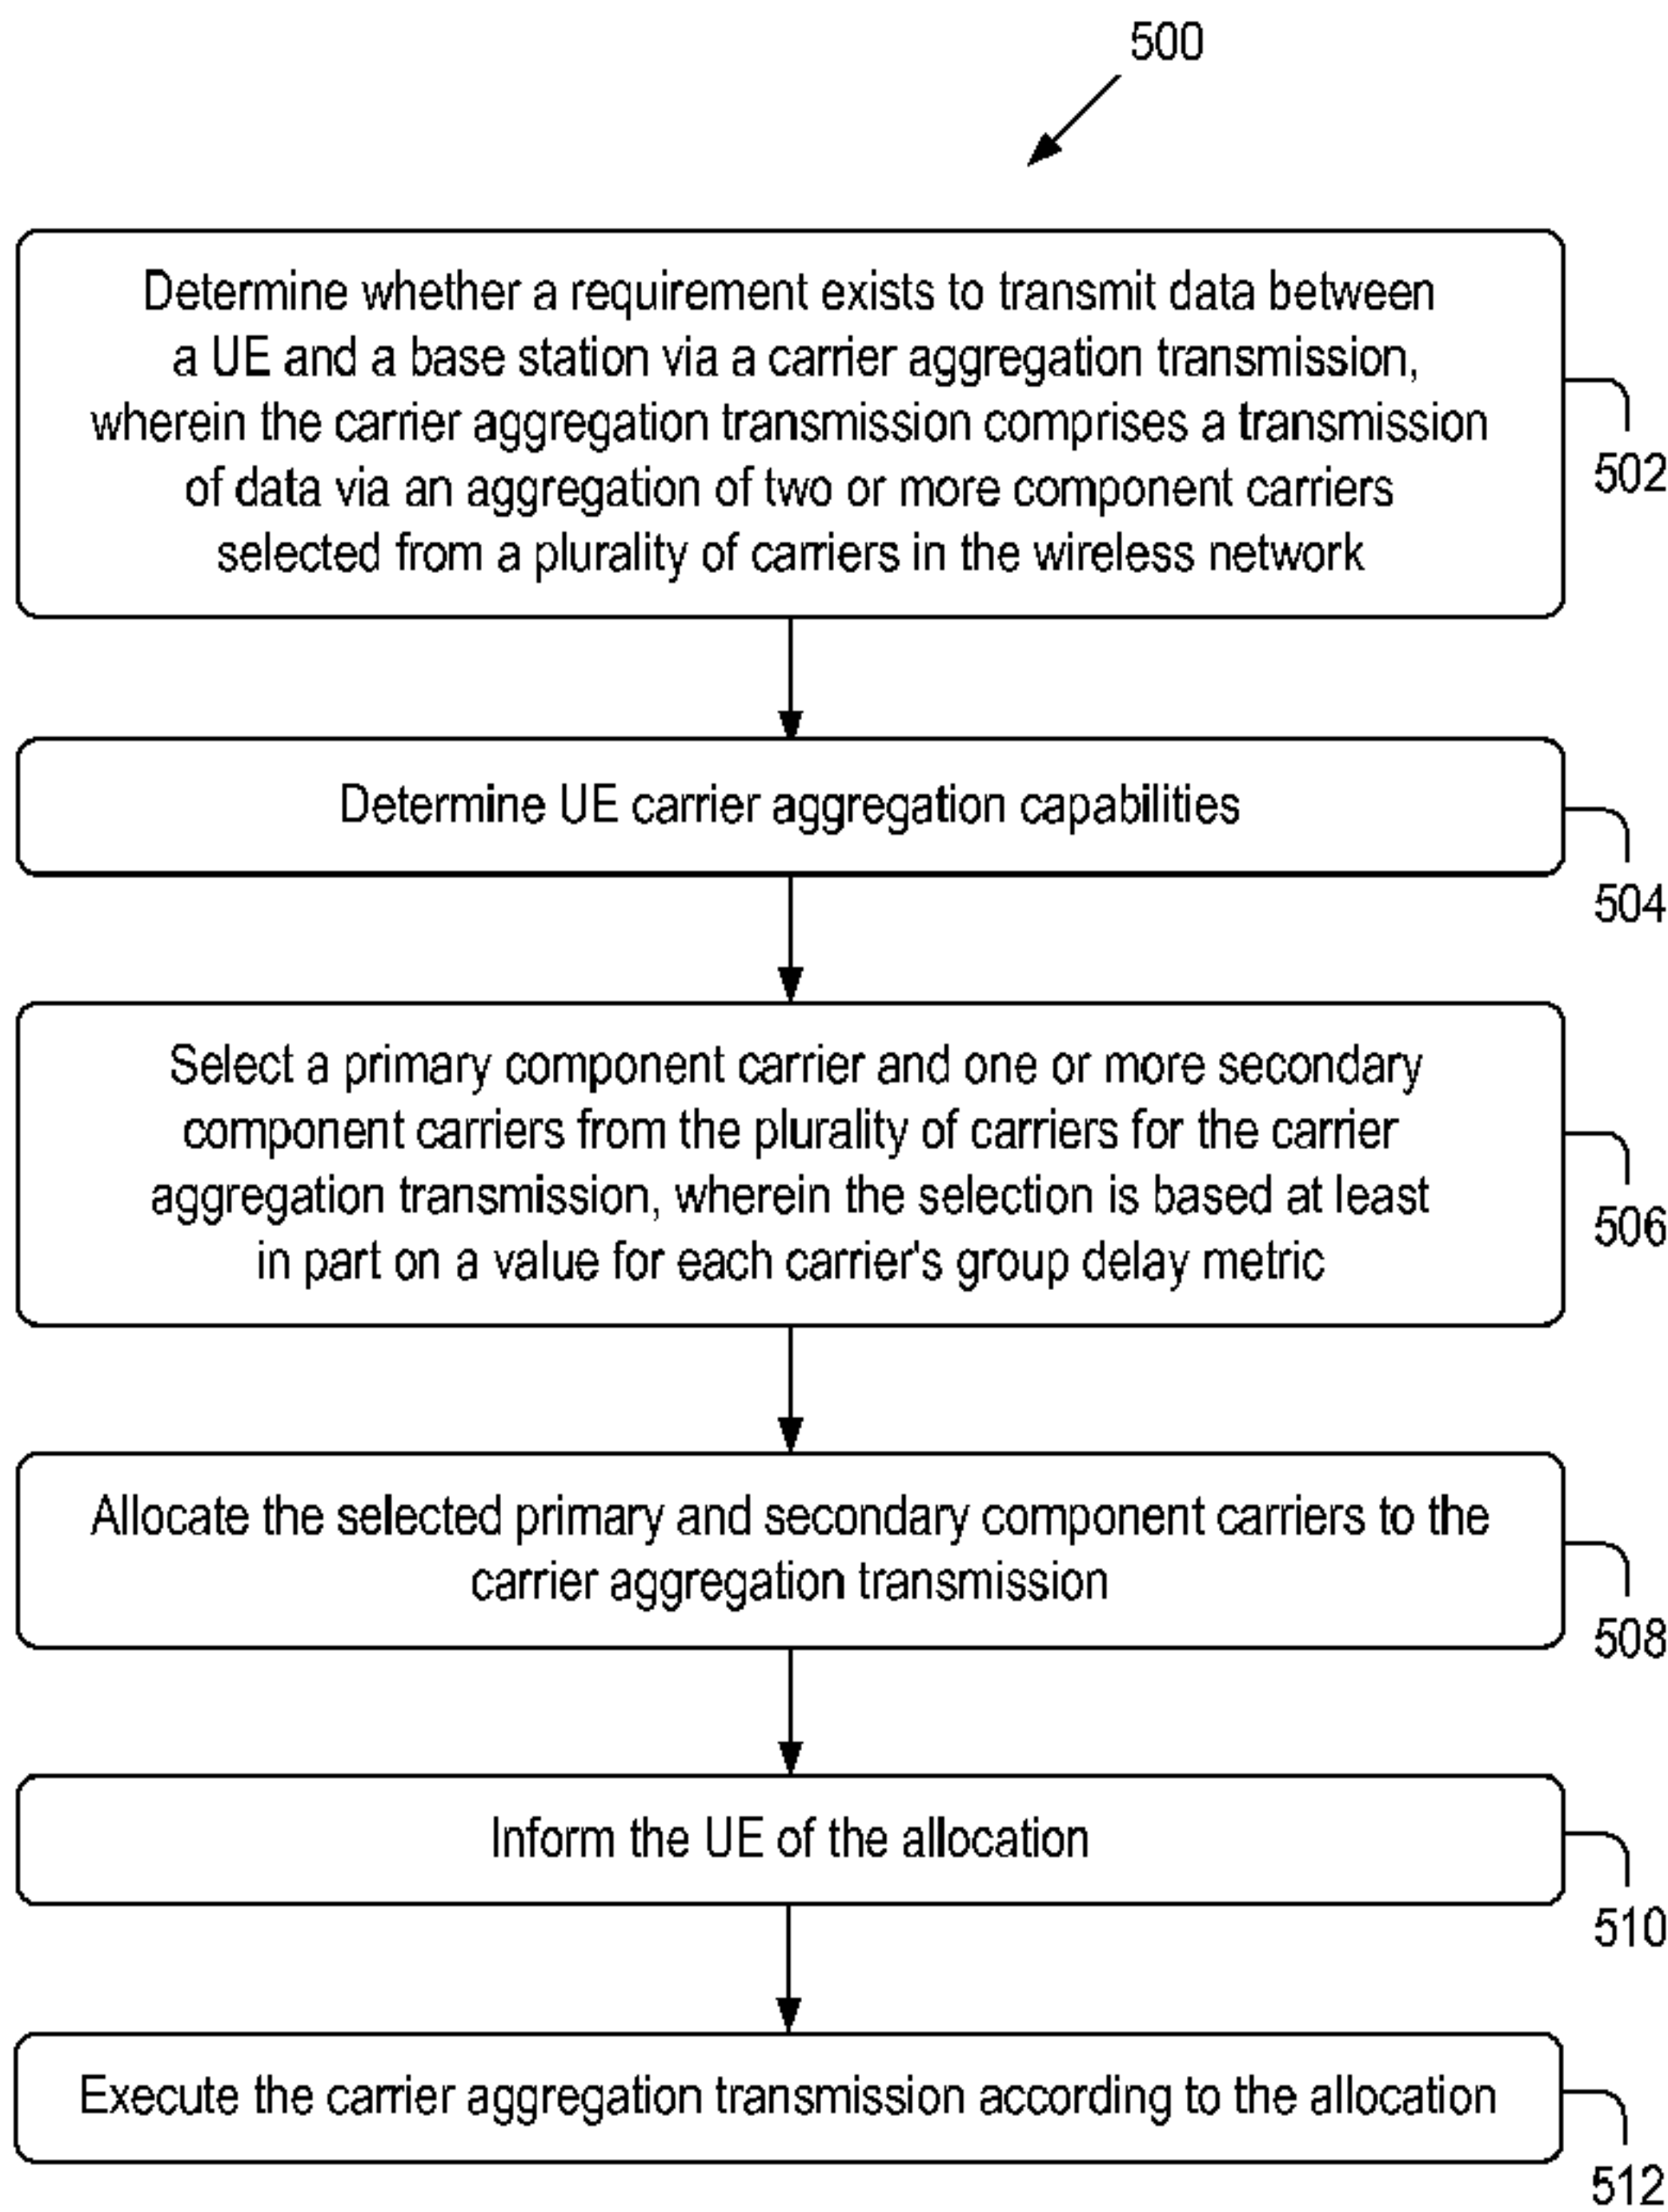 500
Determine whether a requirement exists to transmit data between
a UE and a base station via a carrier aggregation transmission,
wherein the carrier aggregation transmission comprises a transmission
of data via an aggregation of two or more component carriers
selected from a plurality of carriers in the wireless network
502
Determine UE carrier aggregation capabilities
504
Select a primary component carrier and one or more secondary
component carriers from the plurality of carriers for the carrier
aggregation transmission, wherein the selection is based at least
in part on a value for each carrier's group delay metric
506
Allocate the selected primary and secondary component carriers to the
carrier aggregation transmission
508
Inform the UE of the allocation
510
Execute the carrier aggregation transmission according to the allocation
512